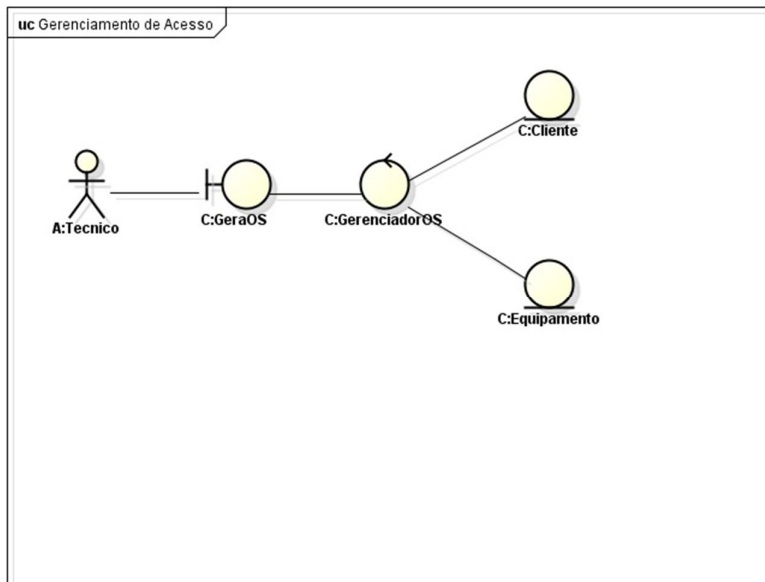 uc Gerenciamento de Acesso
C:Cliente
A:Tecnico
C:GeraOS
C:GerenciadorOS
C:Equipamento